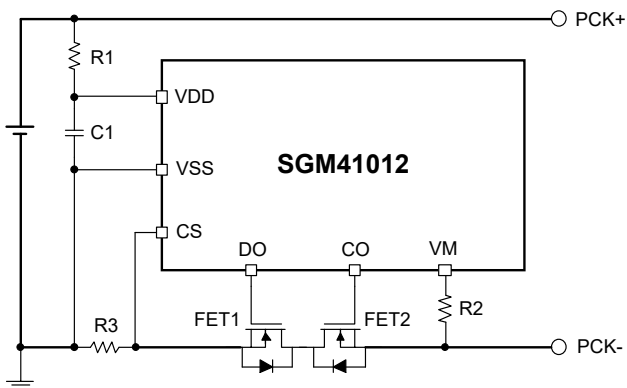 PCK+
R1
VDD
C1
SGM41012
VSS
CS
DO CO VM
R3 FET1 FET2 R2
PCK-